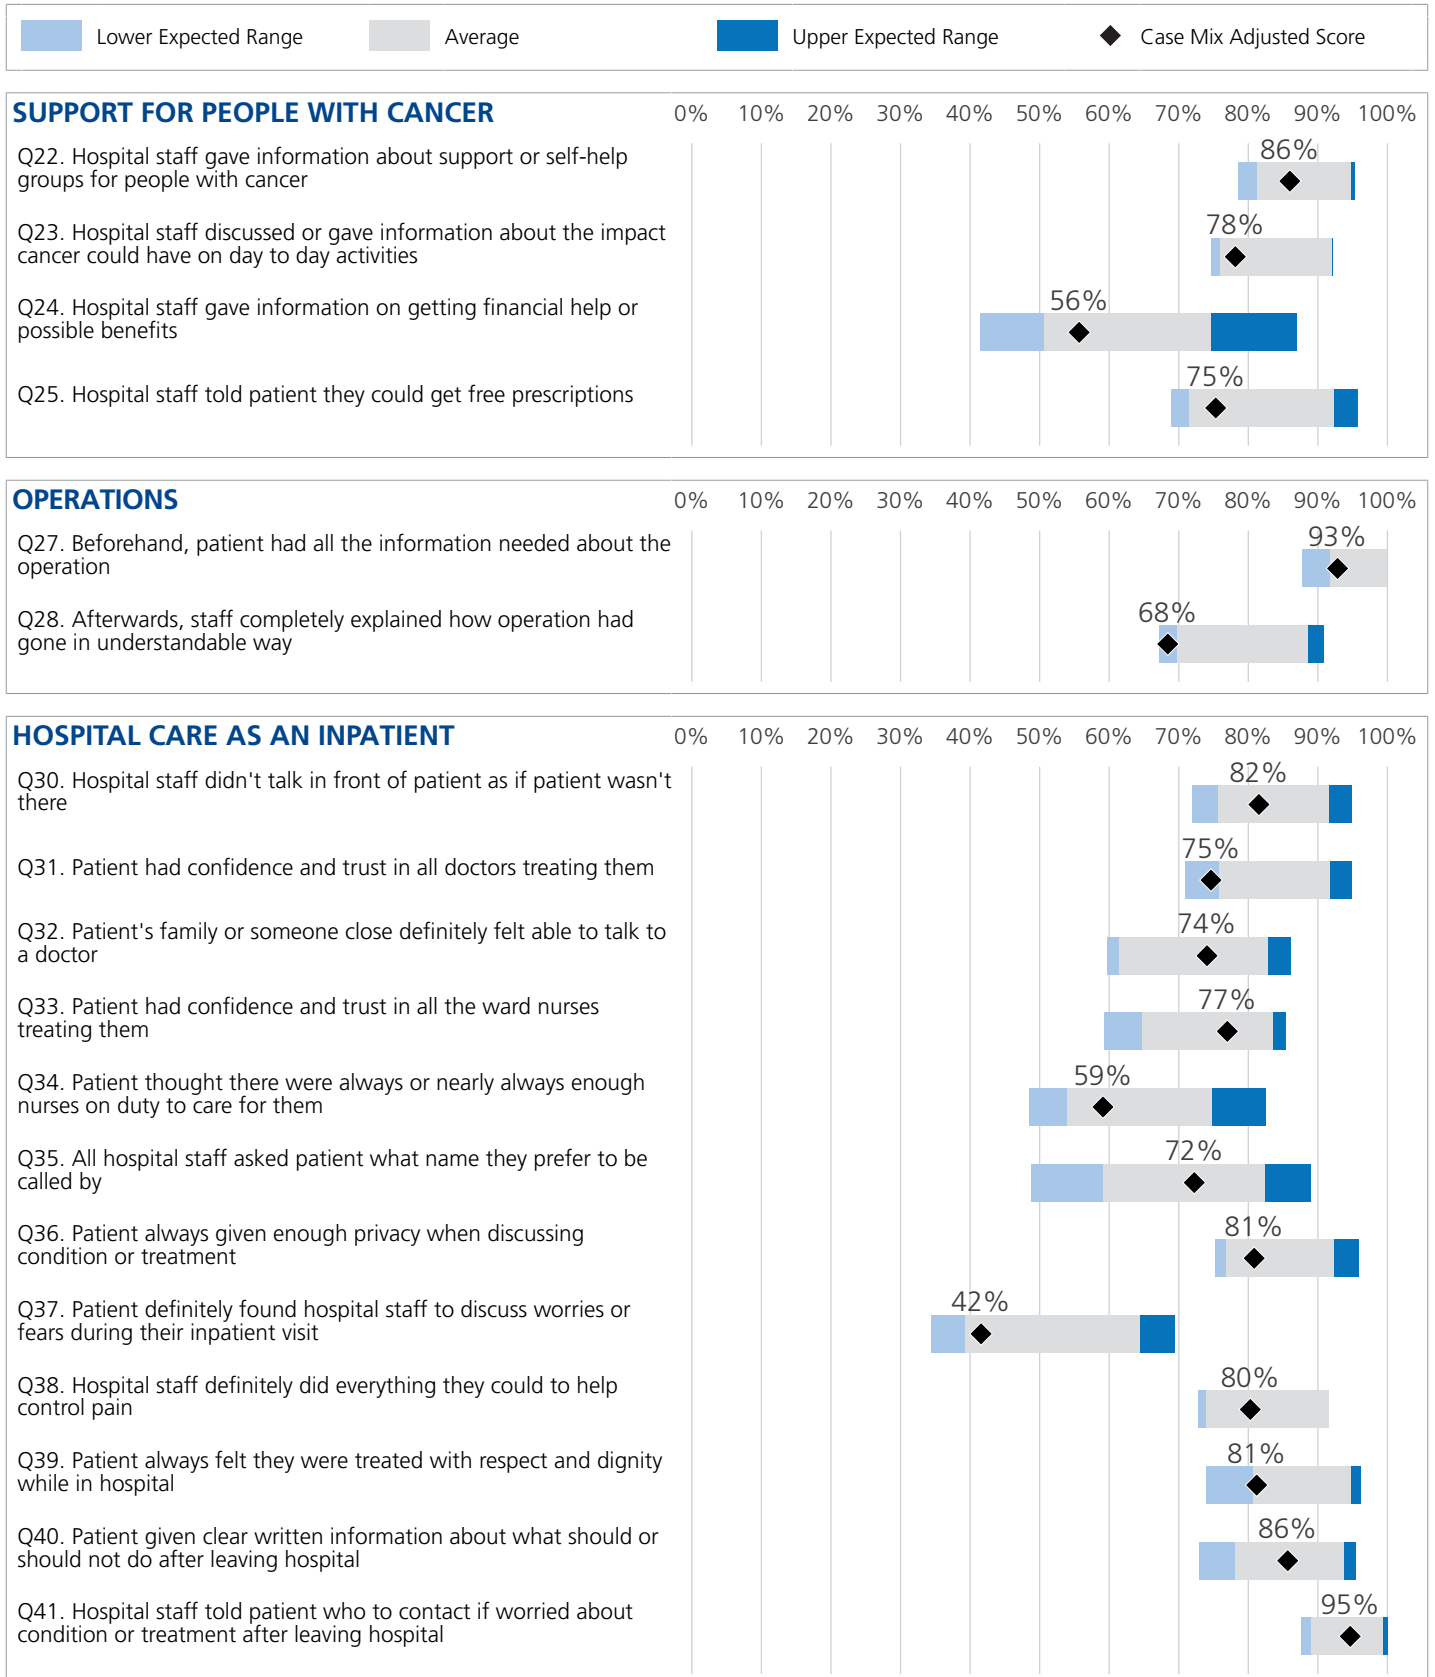 Lower Expected Range Average Upper Expected Range Case Mix Adjusted Score
SUPPORT FOR PEOPLE WITH CANCER 0% 10% 20% 30% 40% 50% 60% 70% 80% 90% 100%
Q22. Hospital staff gave information about support or self-help
groups for people with cancer
86%
Q23. Hospital staff discussed or gave information about the impact
cancer could have on day to day activities
78%
Q24. Hospital staff gave information on getting financial help or
possible benefits
56%
Q25. Hospital staff told patient they could get free prescriptions
75%
OPERATIONS 0% 10% 20% 30% 40% 50% 60% 70% 80% 90% 100%
Q27. Beforehand, patient had all the information needed about the
operation
93%
Q28. Afterwards, staff completely explained how operation had
gone in understandable way
68%
HOSPITAL CARE AS AN INPATIENT 0% 10% 20% 30% 40% 50% 60% 70% 80% 90% 100%
Q30. Hospital staff didn't talk in front of patient as if patient wasn't
there
82%
Q31. Patient had confidence and trust in all doctors treating them
75%
Q32. Patient's family or someone close definitely felt able to talk to
a doctor
74%
Q33. Patient had confidence and trust in all the ward nurses
treating them
77%
Q34. Patient thought there were always or nearly always enough
nurses on duty to care for them
59%
Q35. All hospital staff asked patient what name they prefer to be
called by
72%
Q36. Patient always given enough privacy when discussing
condition or treatment
81%
Q37. Patient definitely found hospital staff to discuss worries or
fears during their inpatient visit
42%
Q38. Hospital staff definitely did everything they could to help
control pain
80%
Q39. Patient always felt they were treated with respect and dignity
while in hospital
81%
Q40. Patient given clear written information about what should or
should not do after leaving hospital
86%
Q41. Hospital staff told patient who to contact if worried about
condition or treatment after leaving hospital
95%